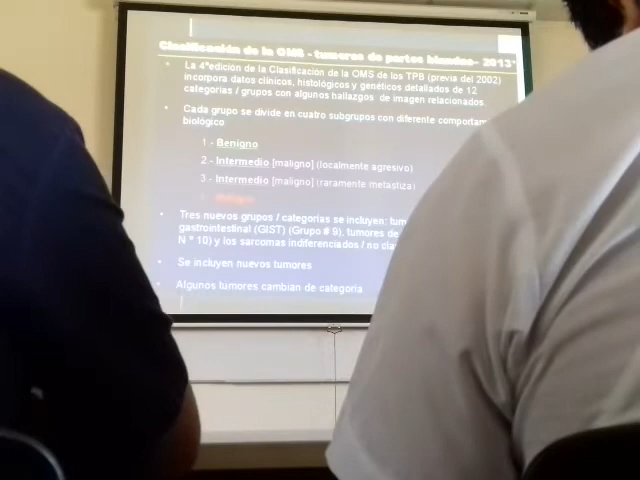 Clasificación de la OMS - tumores de partes blandas- 2013*
La 4ªedición de la Clasificación de la OMS de los TPB (previa del 2002)
incorpora datos clínicos, histológicos y genéticos detallados de 12
categorías / grupos con algunos hallazgos de imagen relacionados
Cada grupo se divide en cuatro subgrupos con diferente comportam
biológico
1.- Benigno
2.- Intermedio [maligno] (localmente agresivo)
3.- Intermedio [maligno] (raramente metastiza)
Tres nuevos grupos / categorías se incluyen: tum
gastrointestinal (GIST) (Grupo # 9), tumores de
N º 10) y los sarcomas indiferenciados / no cla
Se incluyen nuevos tumores
Algunos tumores cambian de categoría